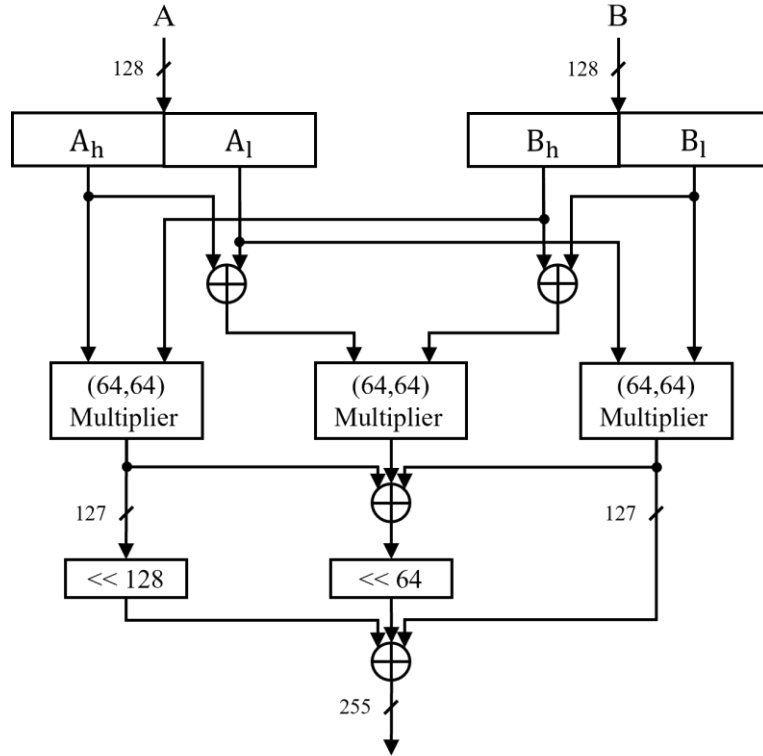 A B
128 128
A_h A_l B_h B_l
(64,64) (64,64) (64,64)
Multiplier Multiplier Multiplier
127 127
<< 128 << 64
255